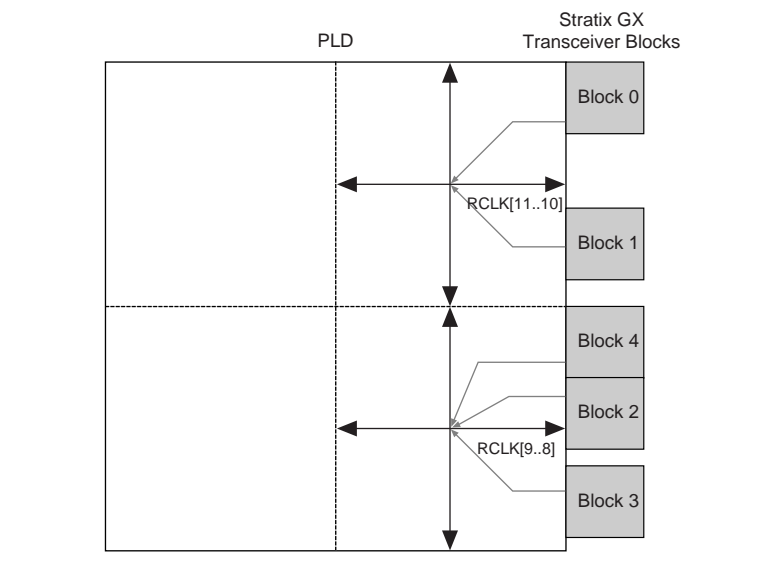 Stratix GX
Transceiver Blocks
PLD
Block 0
RCLK[11..10]
Block 1
Block 4
Block 2
RCLK[9..8]
Block 3